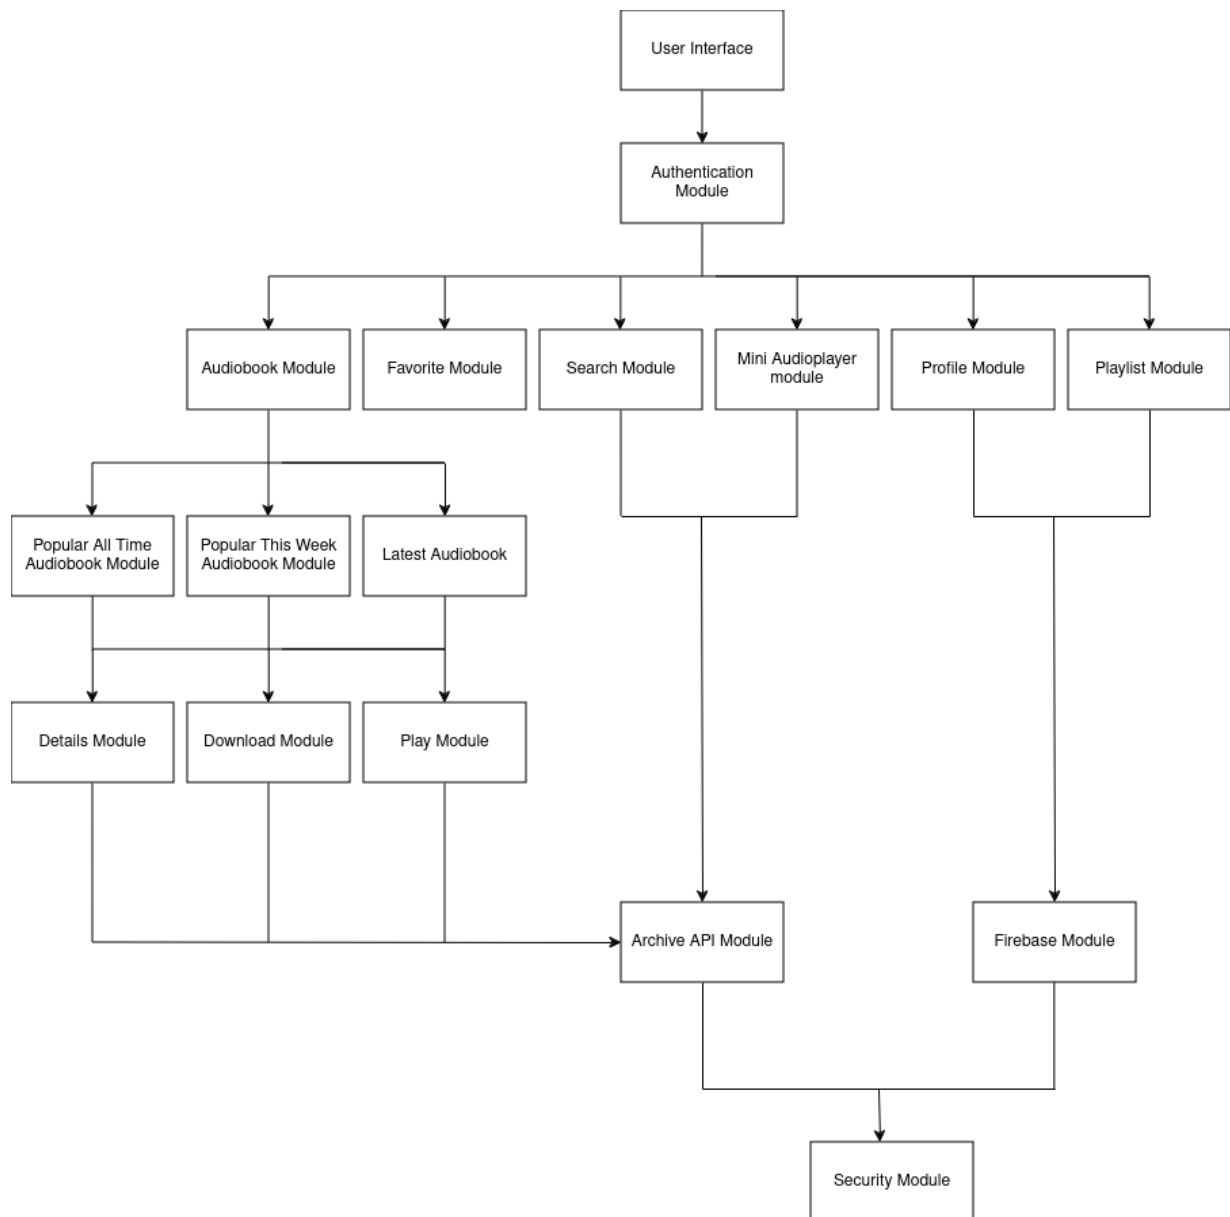 User Interface
Authentication
Module
Audiobook Module
Favorite Module
Search Module
Mini Audioplayer
module
Profile Module
Playlist Module
Popular All Time
Audiobook Module
Popular This Week
Audiobook Module
Latest Audiobook
Details Module
Download Module
Play Module
Archive API Module
Firebase Module
Security Module